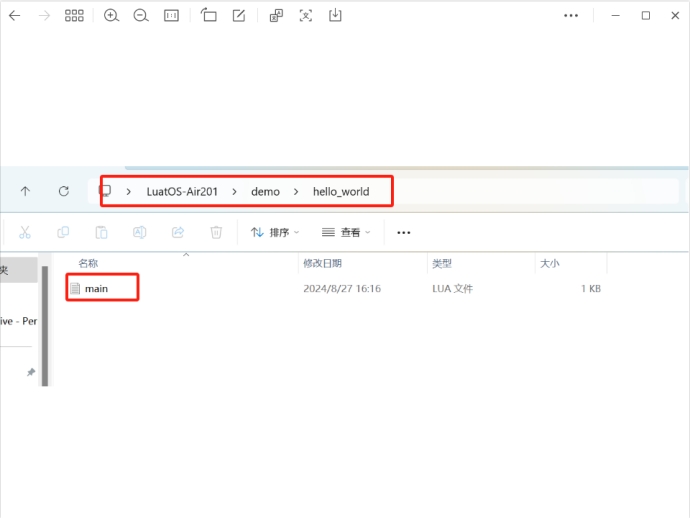 LuatOS-Air201 > demo > hello_world
排序 查看
名称 修改日期 类型 大小
夹
main 2024/8/27 16:16 LUA 文件 1 KB
ive - Per